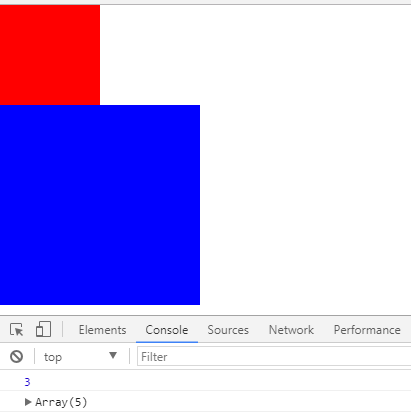 Elements Console Sources Network Performance
top Filter
3
Array(5)